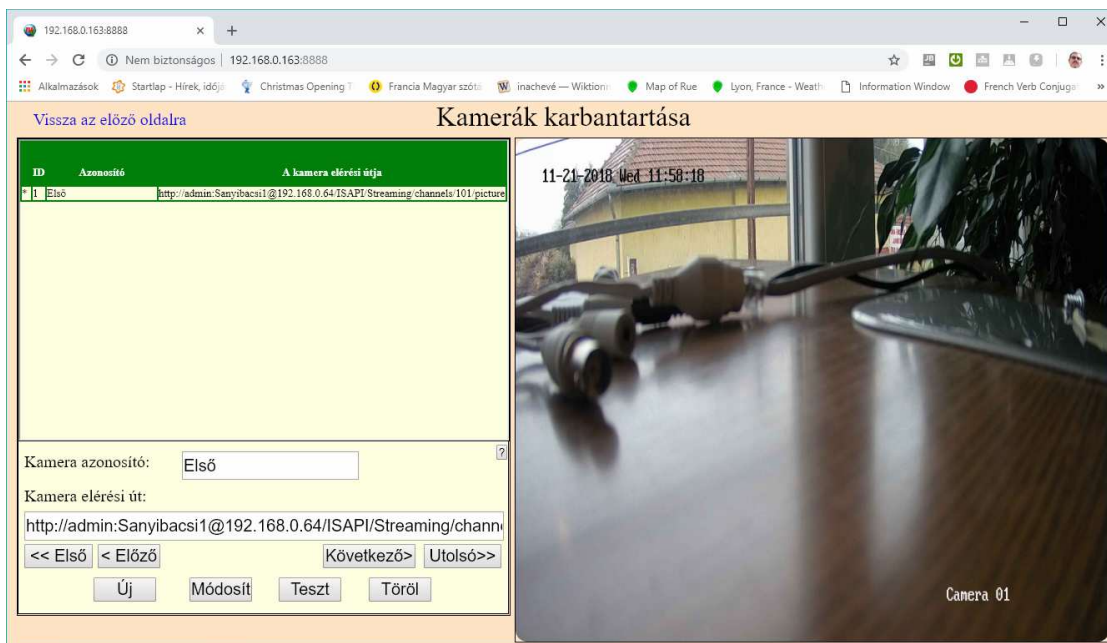 192.168.0.163:8888
Nem biztonságos | 192.168.0.163:8888
Alkalmazások Startlap - Hírek, időjá Christmas Opening T Francia Magyar szóta inachevé — Wiktionn Map of Rue Lyon, France - Weath Information Window French Verb Conjuga »
Vissza az előző oldalra
Kamerák karbantartása
ID Azonosító A kamera elérési útja
* 1 Első http://admin:Sanyibacsi1@192.168.0.64/ISAPI/Streaming/channels/101/picture
11-21-2018 Wed 11:58:18
?
Kamera azonosító: Első
Kamera elérési út:
http://admin:Sanyibacsi1@192.168.0.64/ISAPI/Streaming/chann
<< Első < Előző Következő> Utolsó>>
Új Módosít Teszt Töröl
Camera 01